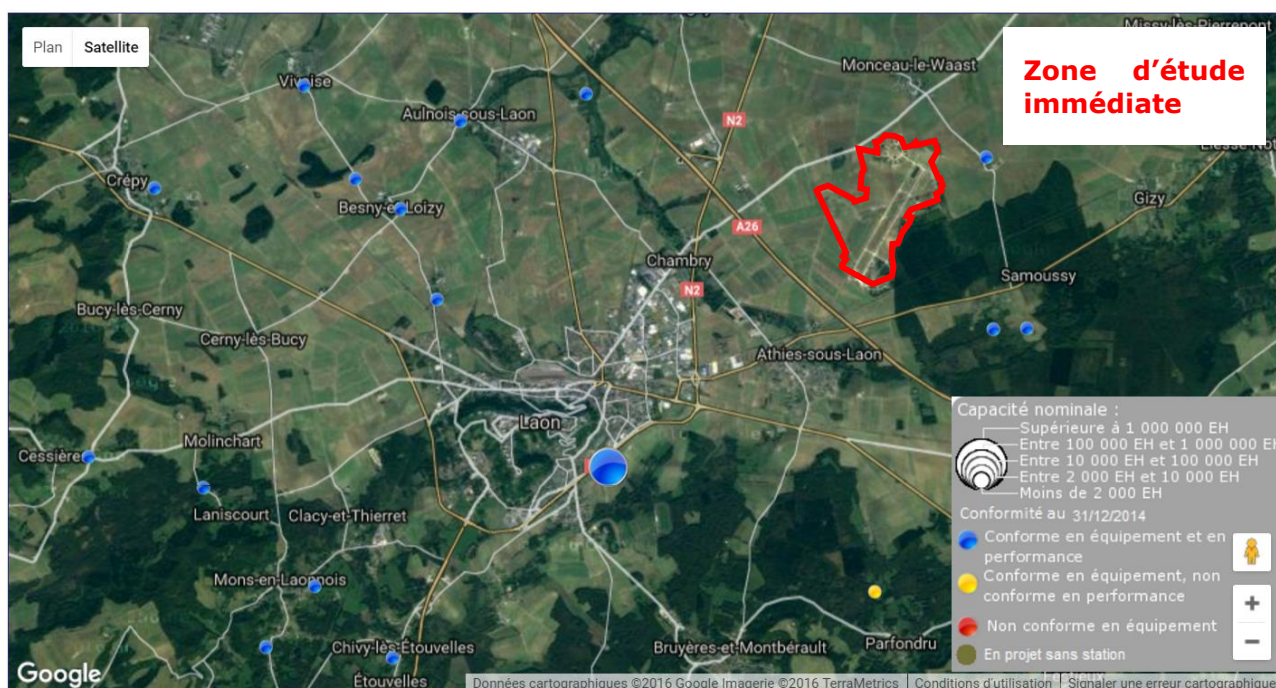 Plan Satellite
Zone d'étude
immédiate
Missy-lès-Pierrepont
Monceau-le-Waast
Vivaise
Aulnois-sous-Laon
N2
Crépy
Besny-et-Loizy
Gizy
A26
Chambry
Samoussy
N2
Bucy-lès-Cerny
Cerny-lès-Bucy
Athies-sous-Laon
Laon
Molinchart
Cessières
Laniscourt
Clacy-et-Thierret
Mons-en-Laonnois
Chivy-lès-Étouvelles
Bruyères-et-Montbérault
Parfondru
Étouvelles
Capacité nominale :
Supérieure à 1 000 000 EH
Entre 100 000 EH et 1 000 000 EH
Entre 10 000 EH et 100 000 EH
Entre 2 000 EH et 10 000 EH
Moins de 2 000 EH
Conformité au 31/12/2014
Conforme en équipement et en
performance
Conforme en équipement, non
conforme en performance
Non conforme en équipement
En projet sans station
+
−
Google
Données cartographiques ©2016 Google Imagerie ©2016 TerraMetrics
Conditions d'utilisation
Signaler une erreur cartographique